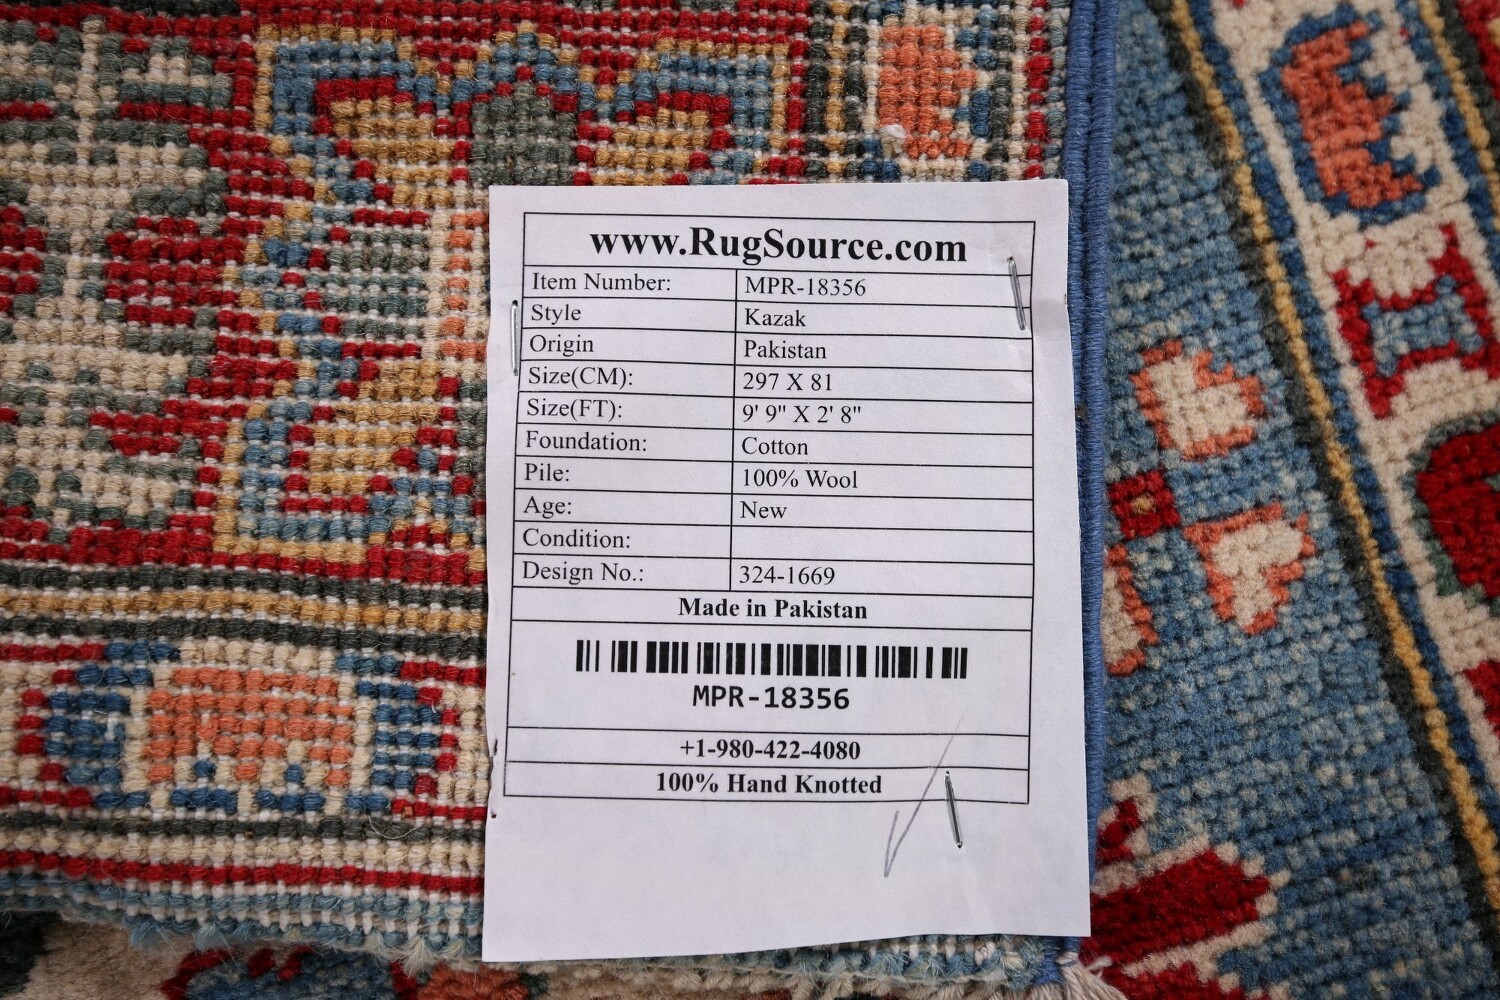 www.RugSource.com
Item Number: MPR-18356
Style Kazak
Origin Pakistan
Size(CM): 297 X 81
Size(FT): 9' 9" X 2' 8"
Foundation: Cotton
Pile: 100% Wool
Age: New
Condition:
Design No.: 324-1669
Made in Pakistan
MPR-18356
+1-980-422-4080
100% Hand Knotted